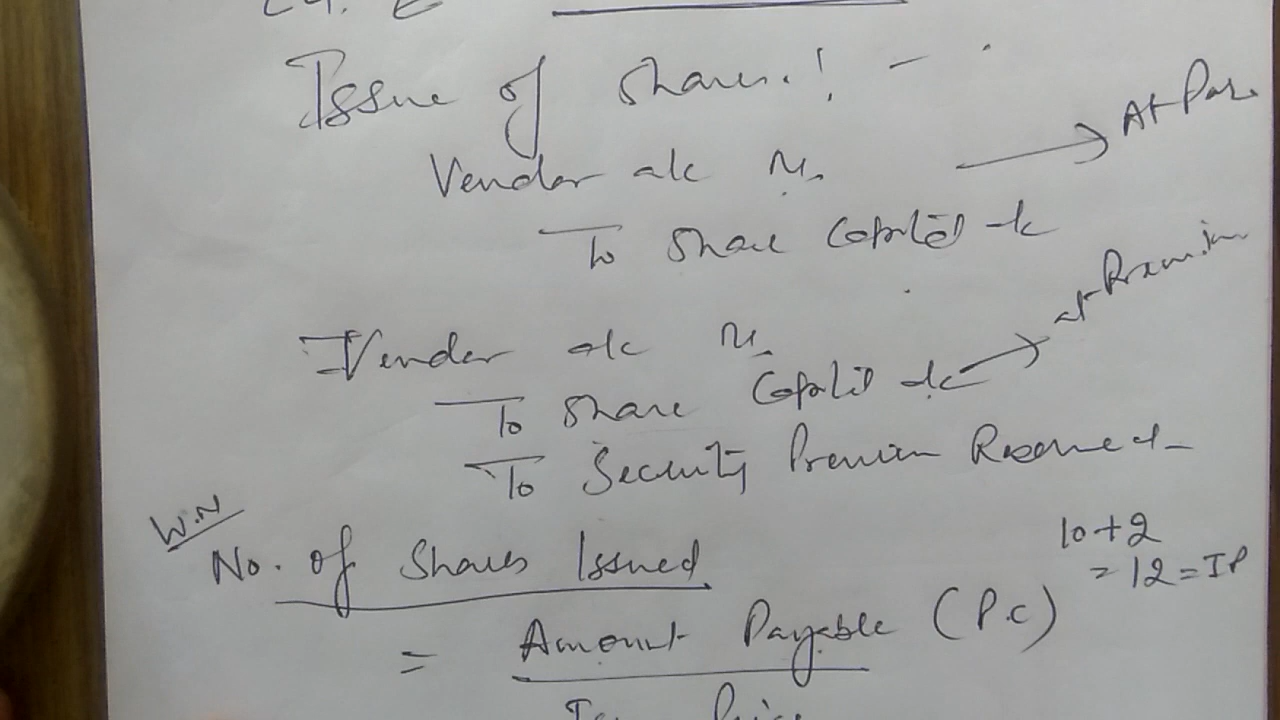 Issue of Shares! -
Vendor a/c Dr. → At Par
To Share Capital a/c
Vendor a/c Dr.
To Share Capital a/c → at Premium
To Security Premium Reserve a/c
W.N
No. of Shares Issued
10+2
= 12 = IP
= Amount Payable (P.C)